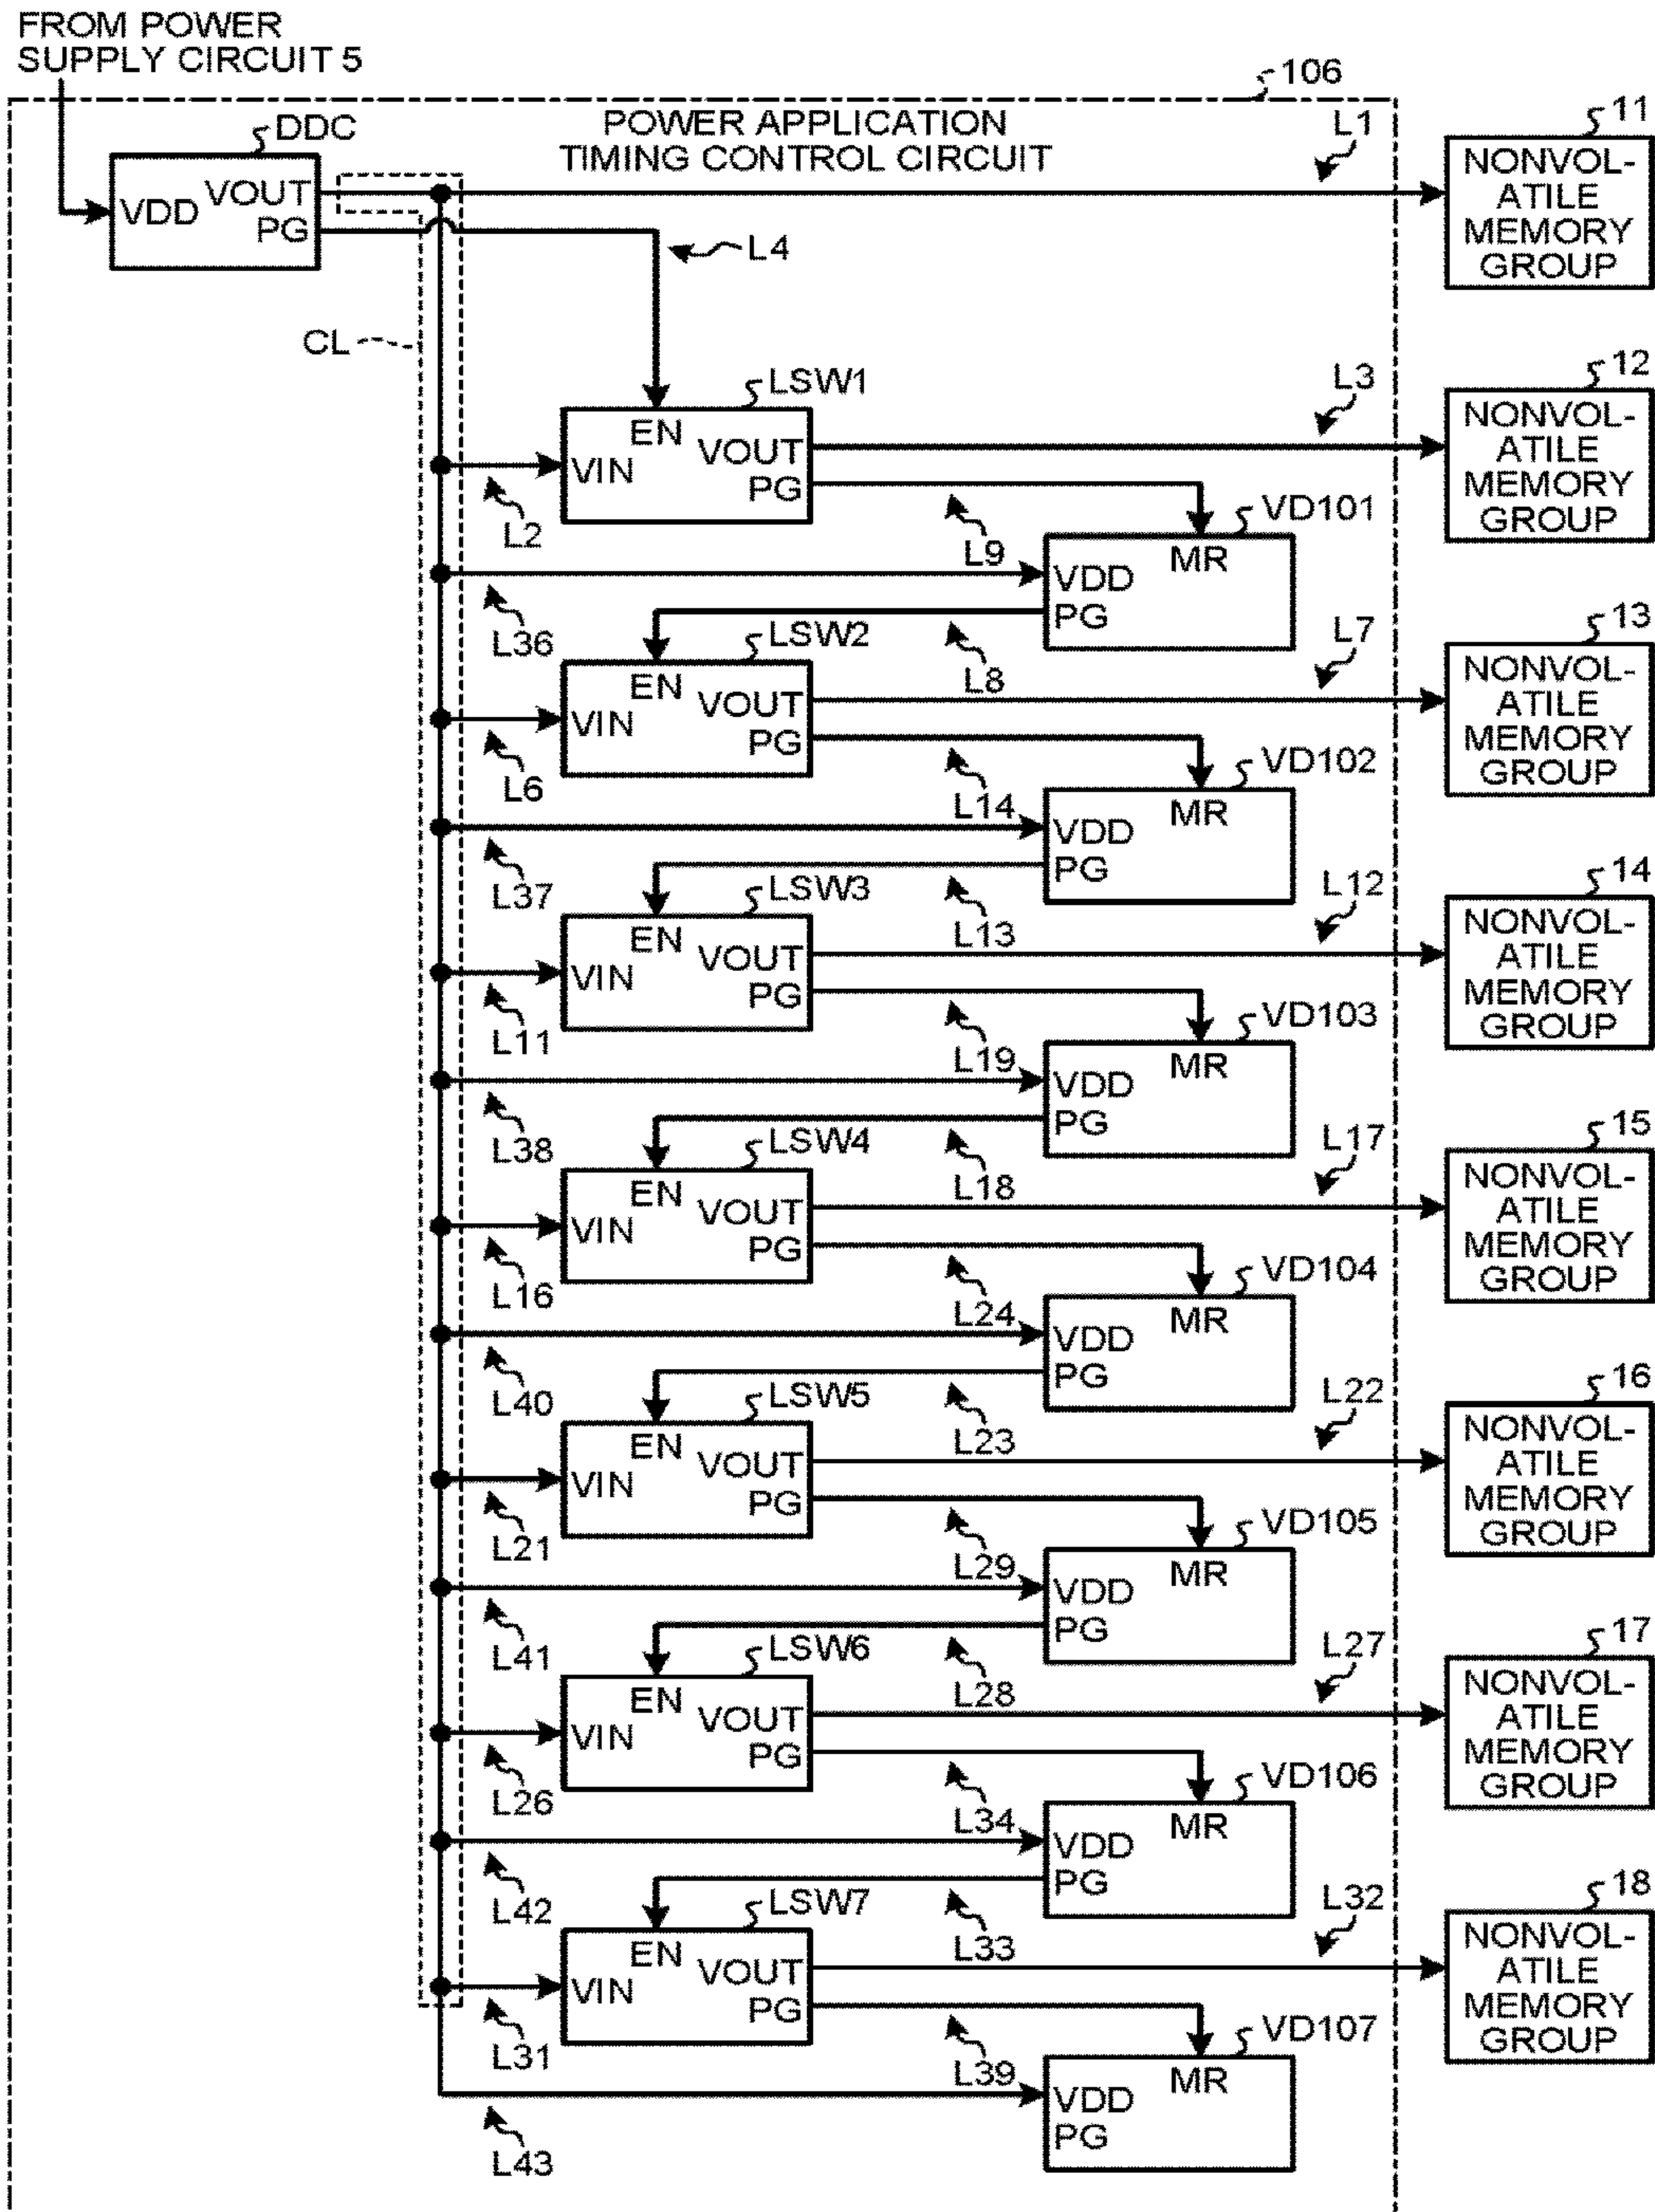 FROM POWER
SUPPLY CIRCUIT 5
106
POWER APPLICATION
TIMING CONTROL CIRCUIT
DDC
VDD
VOUT
PG
L1
11
NONVOL-
ATILE
MEMORY
GROUP
L4
CL
LSW1
EN
VIN
VOUT
PG
L2
L3
12
NONVOL-
ATILE
MEMORY
GROUP
L9
VD101
MR
VDD
PG
L36
L8
LSW2
EN
VIN
VOUT
PG
L6
L7
13
NONVOL-
ATILE
MEMORY
GROUP
L14
VD102
MR
VDD
PG
L37
L13
LSW3
EN
VIN
VOUT
PG
L11
L12
14
NONVOL-
ATILE
MEMORY
GROUP
L19
VD103
MR
VDD
PG
L38
L18
LSW4
EN
VIN
VOUT
PG
L16
L17
15
NONVOL-
ATILE
MEMORY
GROUP
L24
VD104
MR
VDD
PG
L40
L23
LSW5
EN
VIN
VOUT
PG
L21
L22
16
NONVOL-
ATILE
MEMORY
GROUP
L29
VD105
MR
VDD
PG
L41
L28
LSW6
EN
VIN
VOUT
PG
L26
L27
17
NONVOL-
ATILE
MEMORY
GROUP
L34
VD106
MR
VDD
PG
L42
L33
LSW7
EN
VIN
VOUT
PG
L31
L32
18
NONVOL-
ATILE
MEMORY
GROUP
L39
VD107
MR
VDD
PG
L43